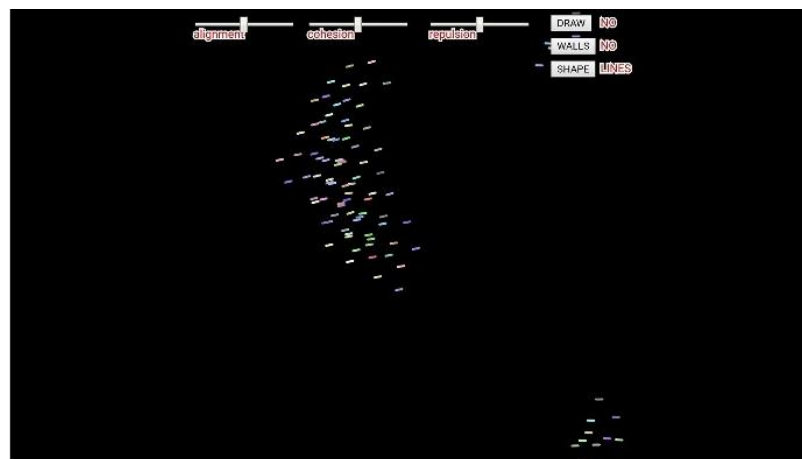 alignment
cohesion
repulsion
DRAW NO
WALLS NO
SHAPE LINES